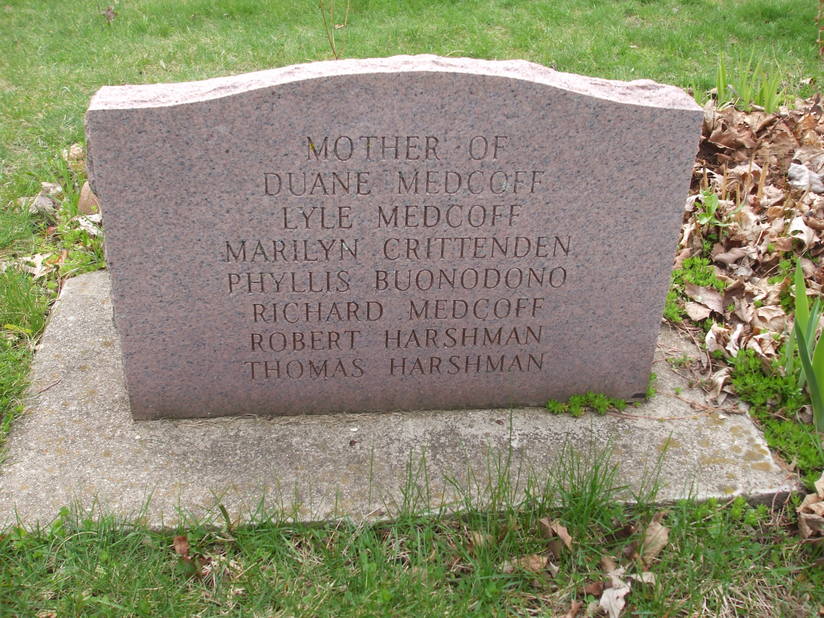 MOTHER OF
DUANE MEDCOFF
LYLE MEDCOFF
MARILYN CRITTENDEN
PHYLLIS BUONODONO
RICHARD MEDCOFF
ROBERT HARSHMAN
THOMAS HARSHMAN